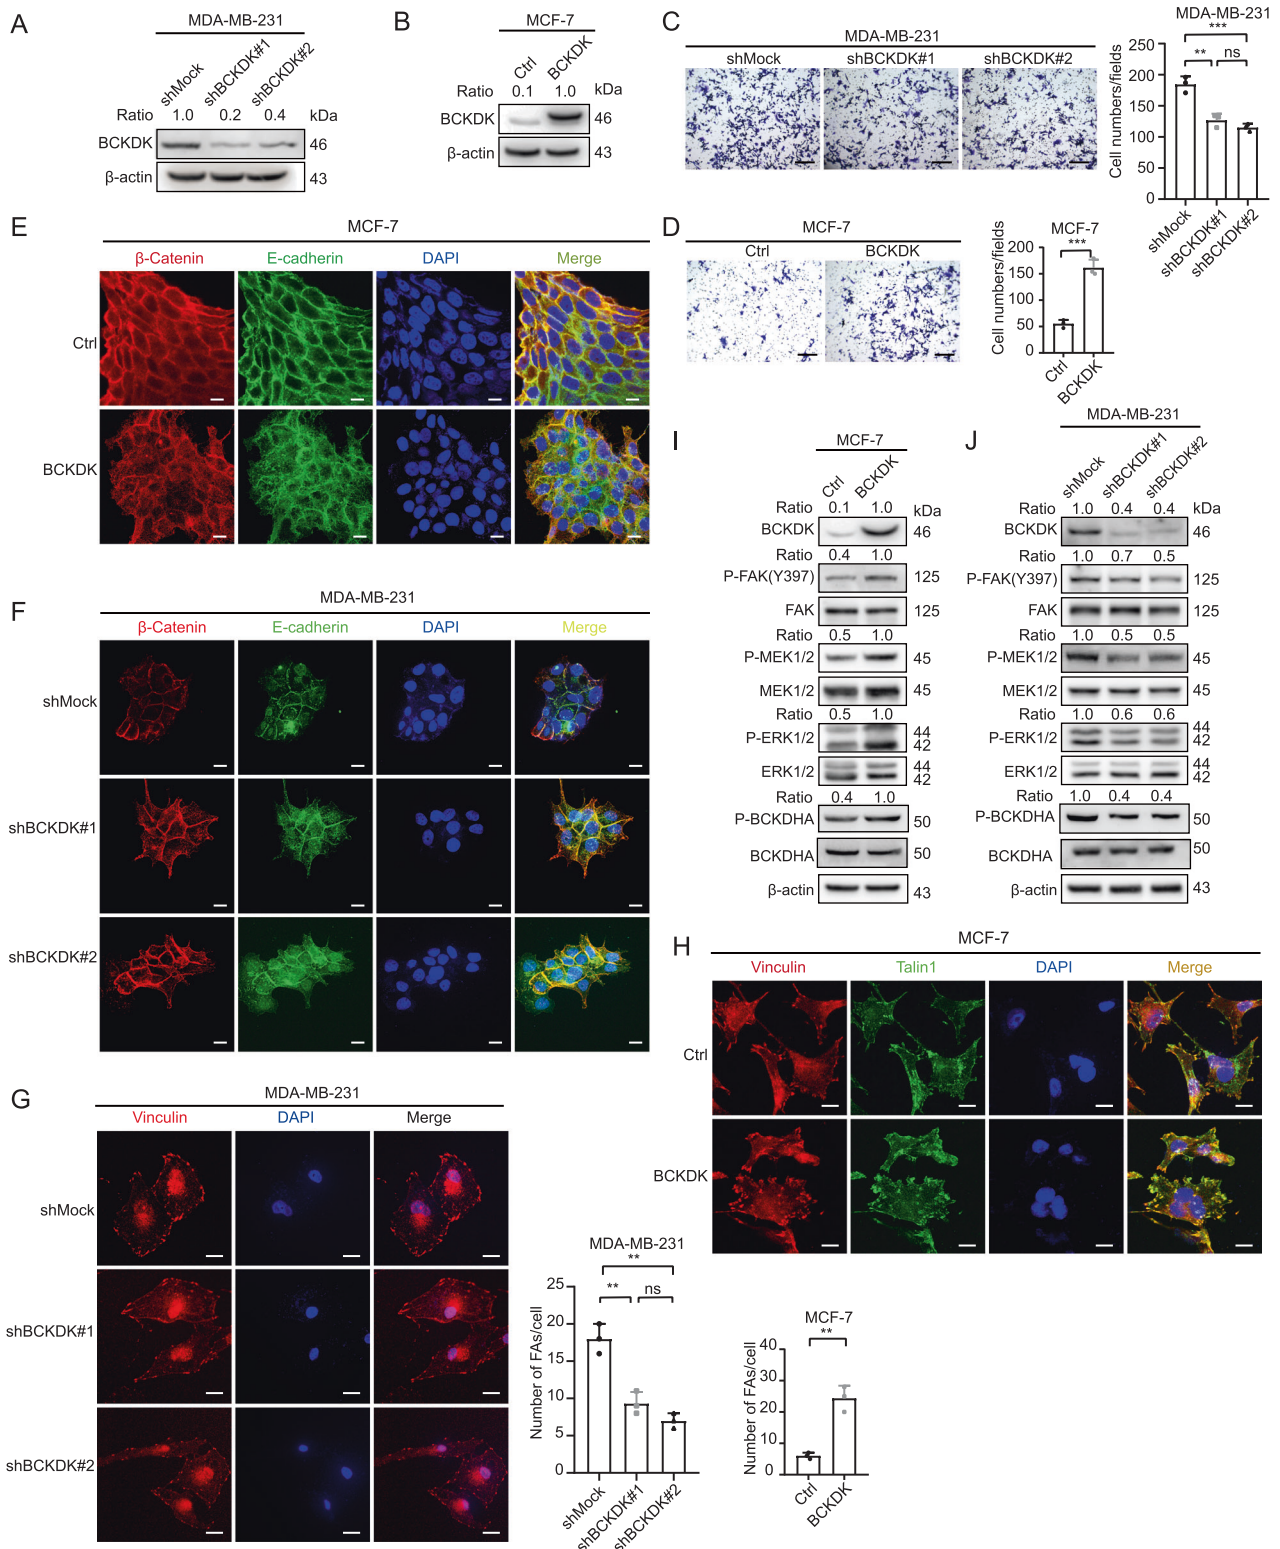 A
MDA-MB-231
shMock
shBCKDK#1
shBCKDK#2
Ratio 1.0 0.2 0.4 kDa
BCKDK 46
β-actin 43
B
MCF-7
Ctrl
BCKDK
Ratio 0.1 1.0 kDa
BCKDK 46
β-actin 43
C
MDA-MB-231
shMock shBCKDK#1 shBCKDK#2
MDA-MB-231
***
** ns
Cell numbers/fields
250
200
150
100
50
0
shMock
shBCKDK#1
shBCKDK#2
D
MCF-7
Ctrl BCKDK
MCF-7
***
Cell numbers/fields
200
150
100
50
0
Ctrl
BCKDK
E
MCF-7
β-Catenin E-cadherin DAPI Merge
Ctrl
BCKDK
F
MDA-MB-231
β-Catenin E-cadherin DAPI Merge
shMock
shBCKDK#1
shBCKDK#2
G
MDA-MB-231
Vinculin DAPI Merge
shMock
shBCKDK#1
shBCKDK#2
MDA-MB-231
**
** ns
Number of FAs/cell
25
20
15
10
5
0
shMock
shBCKDK#1
shBCKDK#2
I
MCF-7
Ctrl
BCKDK
Ratio 0.1 1.0 kDa
BCKDK 46
Ratio 0.4 1.0
P-FAK(Y397) 125
FAK 125
Ratio 0.5 1.0
P-MEK1/2 45
MEK1/2 45
Ratio 0.5 1.0
P-ERK1/2 44
42
ERK1/2 44
42
Ratio 0.4 1.0
P-BCKDHA 50
BCKDHA 50
β-actin 43
J
MDA-MB-231
shMock
shBCKDK#1
shBCKDK#2
Ratio 1.0 0.4 0.4 kDa
BCKDK 46
Ratio 1.0 0.7 0.5
P-FAK(Y397) 125
FAK 125
Ratio 1.0 0.5 0.5
P-MEK1/2 45
MEK1/2 45
Ratio 1.0 0.6 0.6
P-ERK1/2 44
42
ERK1/2 44
42
Ratio 1.0 0.4 0.4
P-BCKDHA 50
BCKDHA 50
β-actin 43
H
MCF-7
Vinculin Talin1 DAPI Merge
Ctrl
BCKDK
MCF-7
**
Number of FAs/cell
40
30
20
10
0
Ctrl
BCKDK